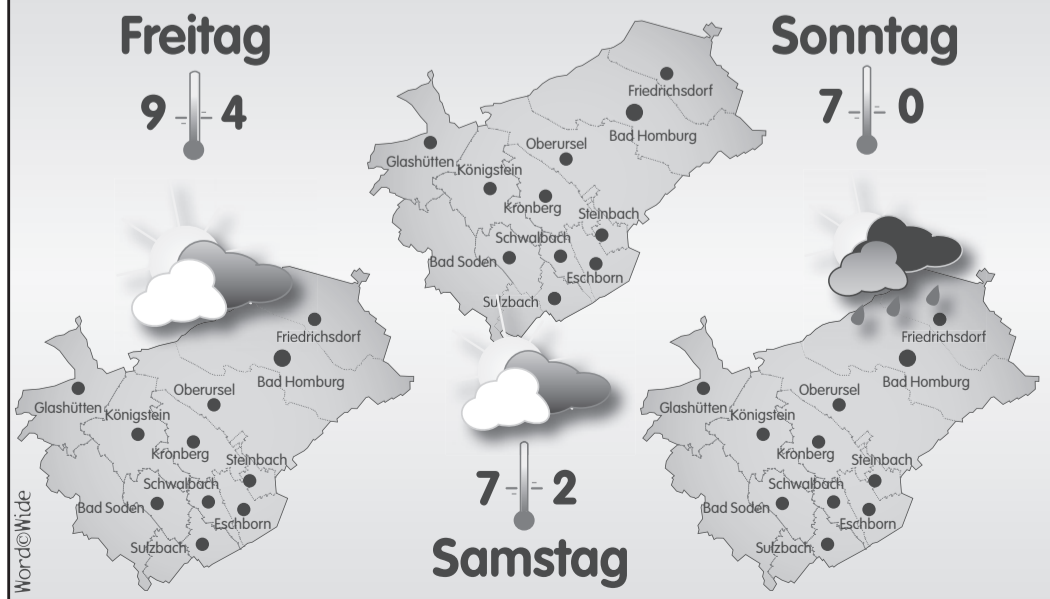 Freitag
9 4
Friedrichsdorf
Bad Homburg
Oberursel
Glashütten
Königstein
Kronberg
Steinbach
Schwalbach
Bad Soden
Eschborn
Sulzbach
Friedrichsdorf
Bad Homburg
Oberursel
Glashütten
Königstein
Kronberg
Steinbach
Schwalbach
Bad Soden
Eschborn
Sulzbach
7 2
Samstag
Sonntag
7 0
Friedrichsdorf
Bad Homburg
Oberursel
Glashütten
Königstein
Kronberg
Steinbach
Schwalbach
Bad Soden
Eschborn
Sulzbach
Word©Wide